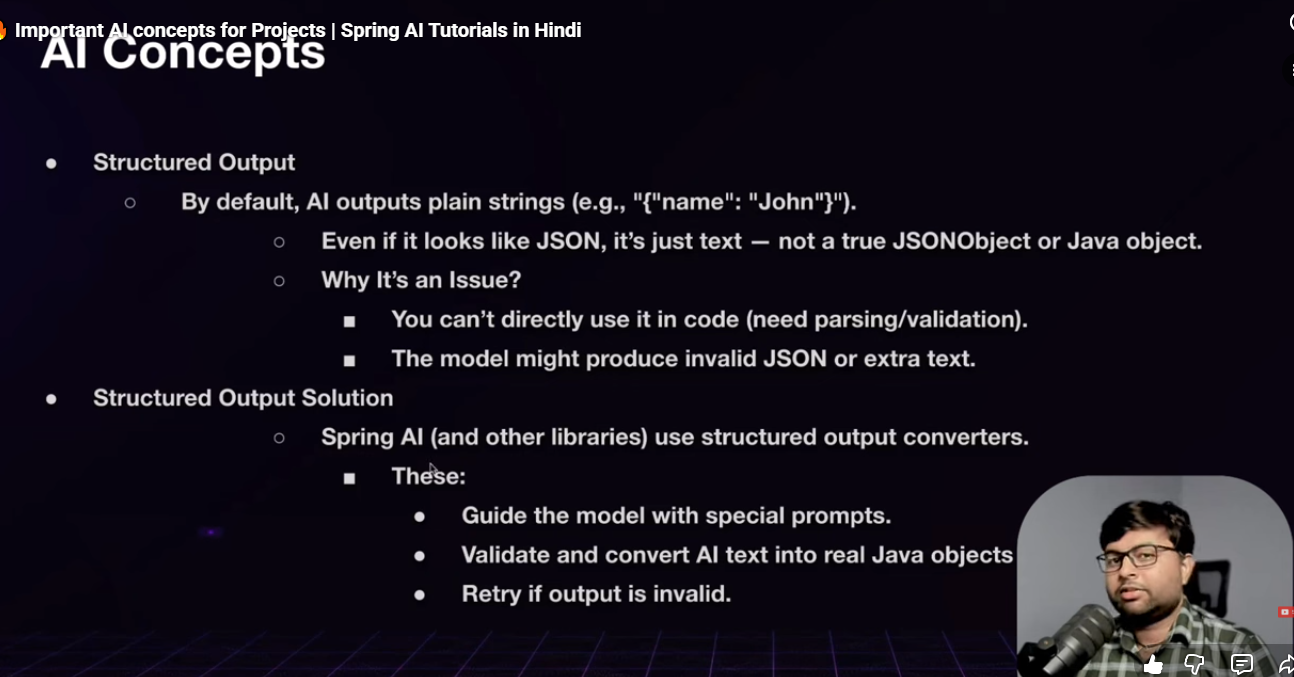 Important AI concepts for Projects | Spring AI Tutorials in Hindi
AI Concepts
● Structured Output
○ By default, AI outputs plain strings (e.g., "{"name": "John"}").
○ Even if it looks like JSON, it’s just text — not a true JSONObject or Java object.
○ Why It’s an Issue?
■ You can’t directly use it in code (need parsing/validation).
■ The model might produce invalid JSON or extra text.
● Structured Output Solution
○ Spring AI (and other libraries) use structured output converters.
■ These:
● Guide the model with special prompts.
● Validate and convert AI text into real Java objects
● Retry if output is invalid.